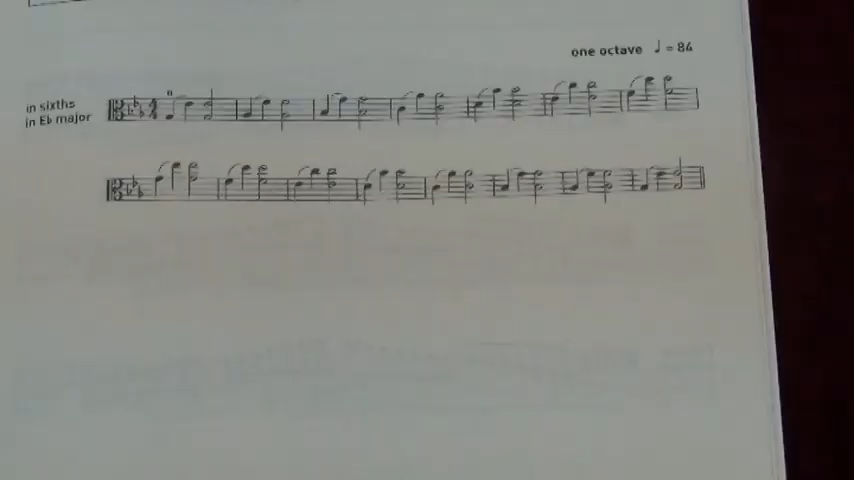 one octave ♩ = 84
in sixths
in E♭ major